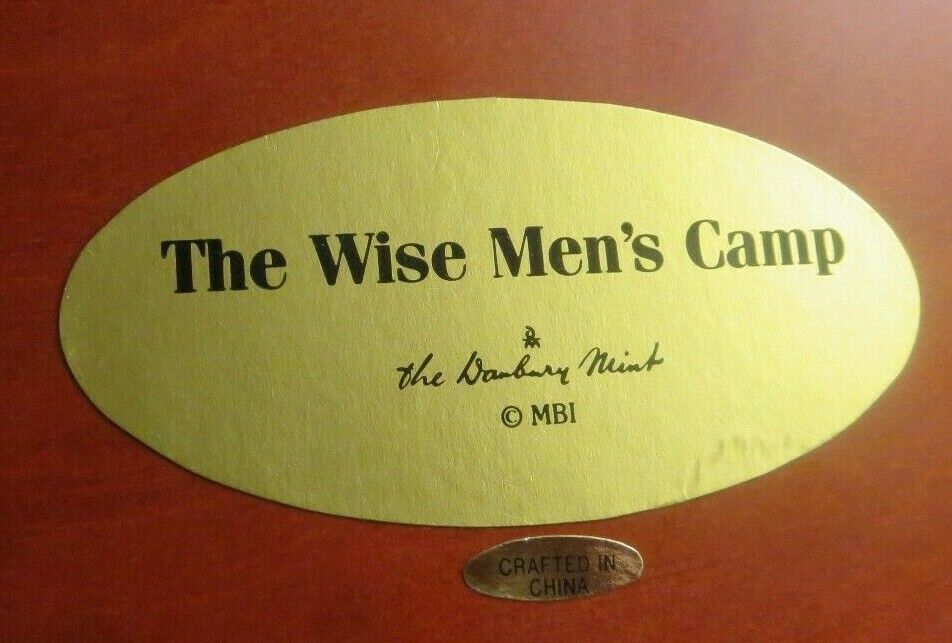 The Wise Men's Camp
the Danbury Mint
© MBI
CRAFTED IN
CHINA